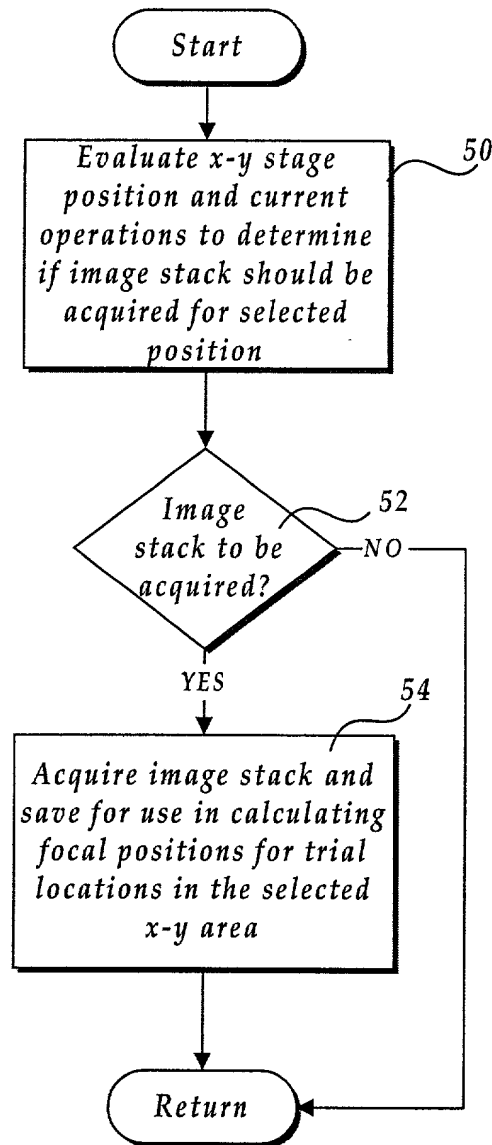 Start
Evaluate x-y stage
position and current
operations to determine
if image stack should be
acquired for selected
position
50
Image
stack to be
acquired?
52
NO
YES
54
Acquire image stack and
save for use in calculating
focal positions for trial
locations in the selected
x-y area
Return